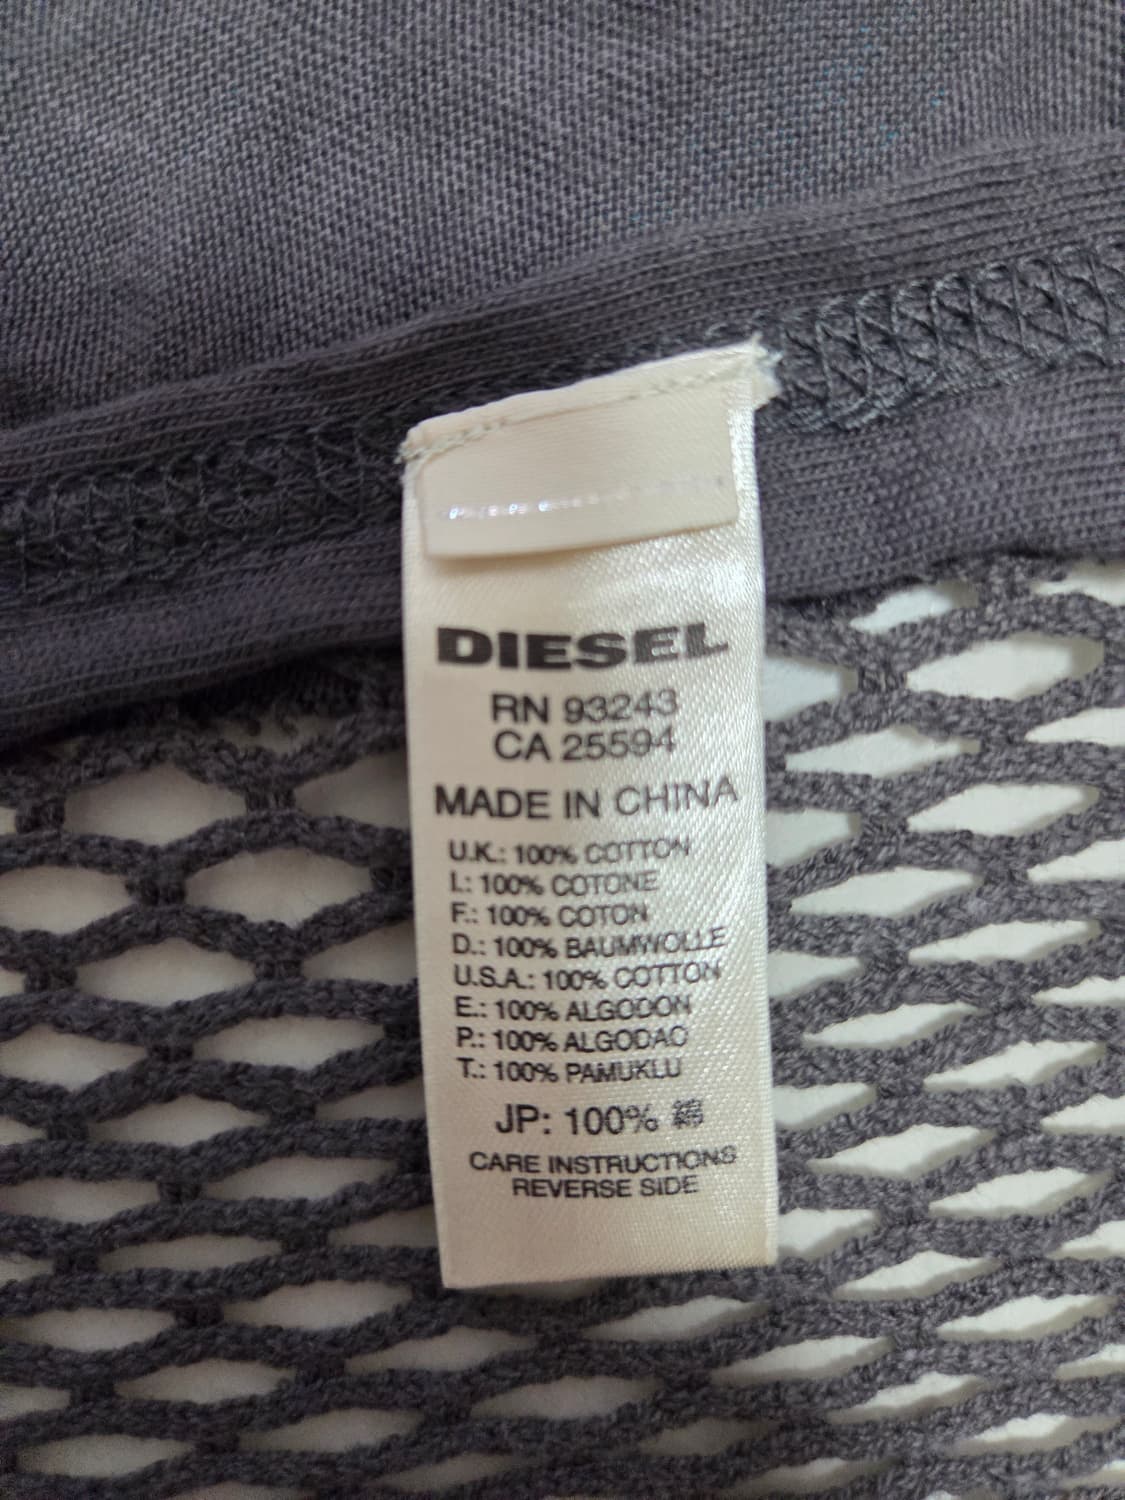 DIESEL
RN 93243
CA 25594
MADE IN CHINA
U.K.: 100% COTTON
I.: 100% COTONE
F.: 100% COTON
D.: 100% BAUMWOLLE
U.S.A.: 100% COTTON
E.: 100% ALGODON
P.: 100% ALGODAO
T.: 100% PAMUKLU
JP: 100% 綿
CARE INSTRUCTIONS
REVERSE SIDE